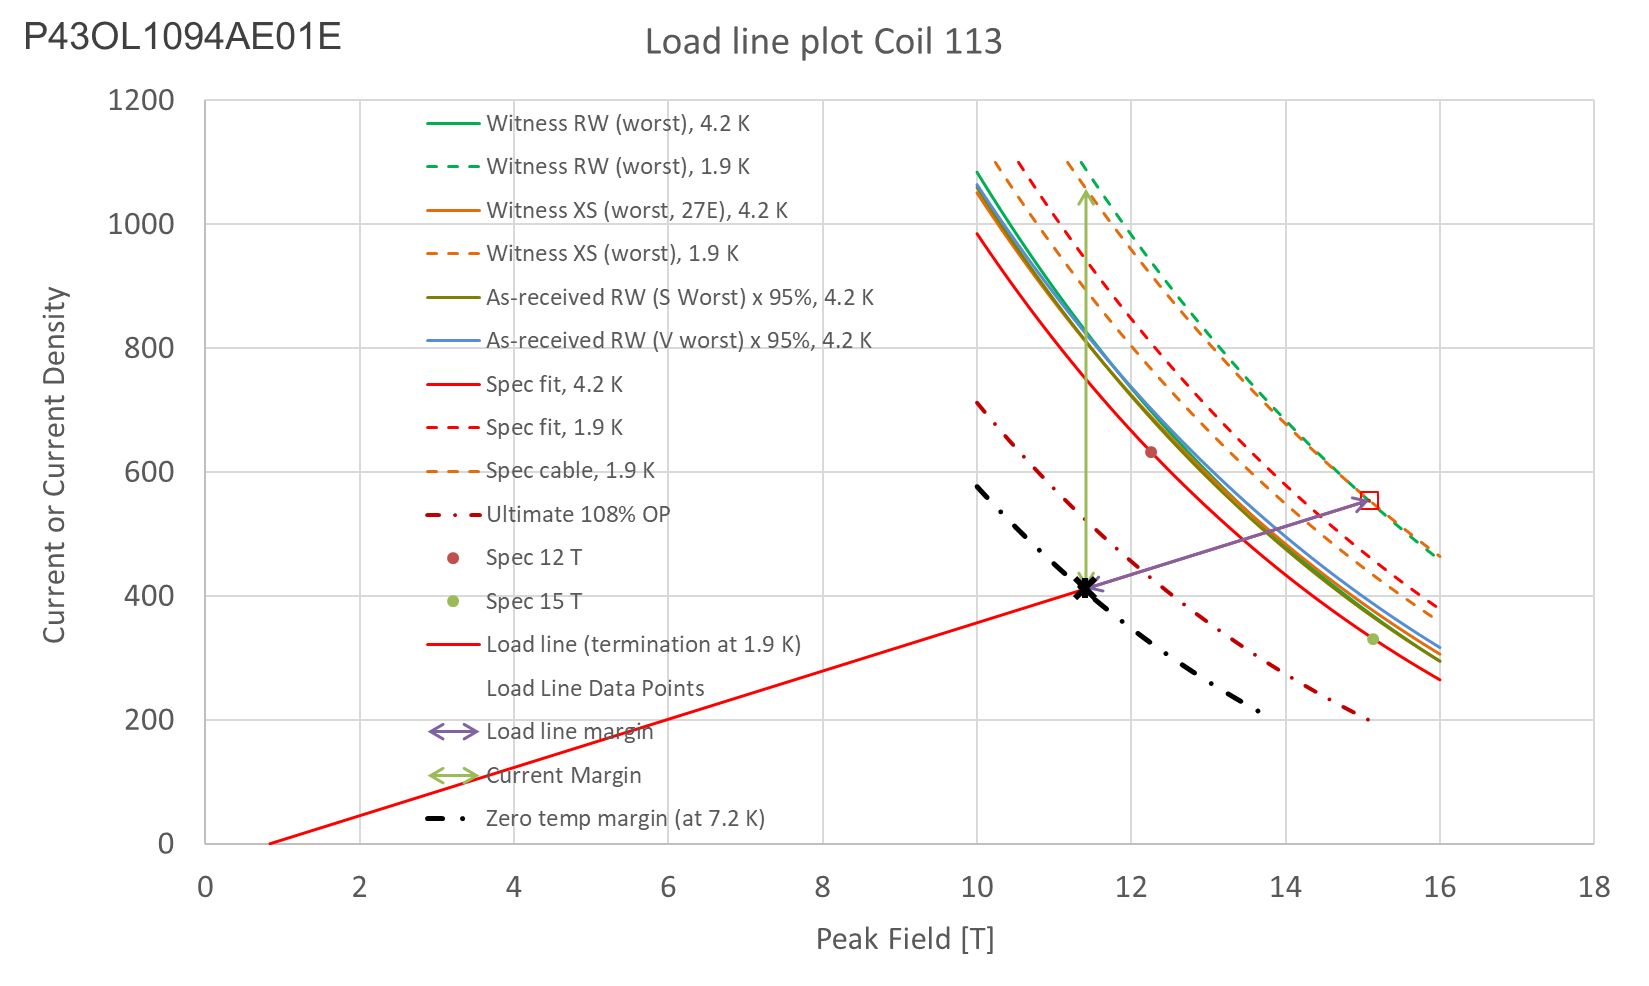 P43OL1094AE01E
Load line plot Coil 113
1200
1000
800
600
400
200
0
Current or Current Density
Witness RW (worst), 4.2 K
Witness RW (worst), 1.9 K
Witness XS (worst, 27E), 4.2 K
Witness XS (worst), 1.9 K
As-received RW (S Worst) x 95%, 4.2 K
As-received RW (V worst) x 95%, 4.2 K
Spec fit, 4.2 K
Spec fit, 1.9 K
Spec cable, 1.9 K
Ultimate 108% OP
Spec 12 T
Spec 15 T
Load line (termination at 1.9 K)
Load Line Data Points
Load line margin
Current Margin
Zero temp margin (at 7.2 K)
0 2 4 6 8 10 12 14 16 18
Peak Field [T]